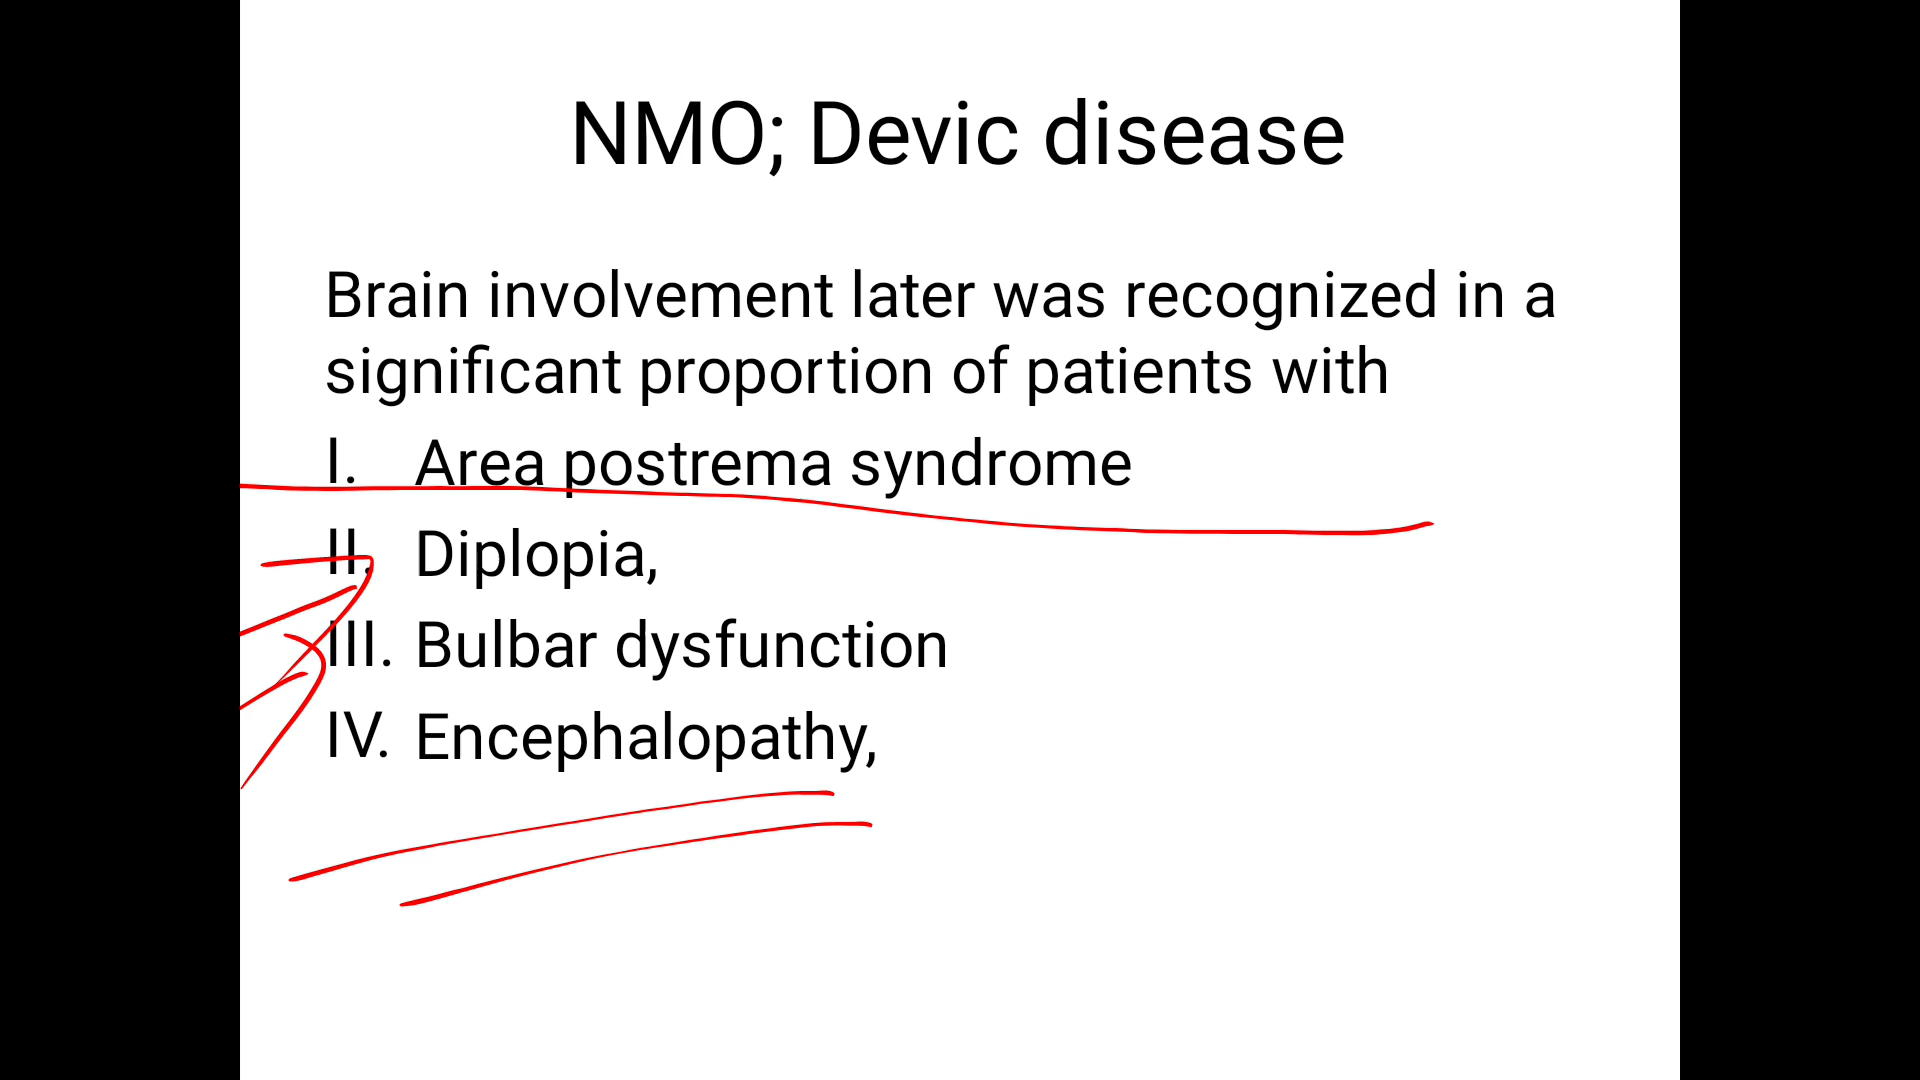 NMO; Devic disease
Brain involvement later was recognized in a
significant proportion of patients with
I. Area postrema syndrome
II. Diplopia,
III. Bulbar dysfunction
IV. Encephalopathy,